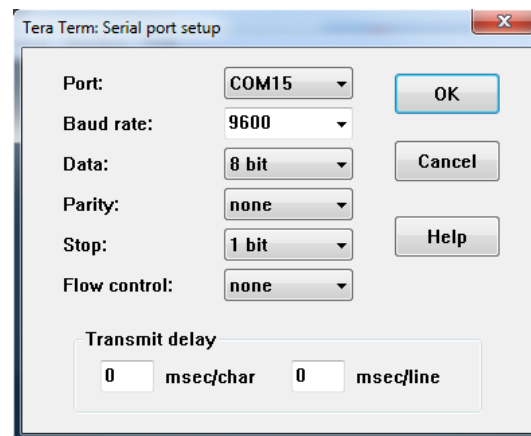 Tera Term: Serial port setup
Port: COM15 OK
Baud rate: 9600
Data: 8 bit Cancel
Parity: none
Stop: 1 bit Help
Flow control: none
Transmit delay
0 msec/char 0 msec/line